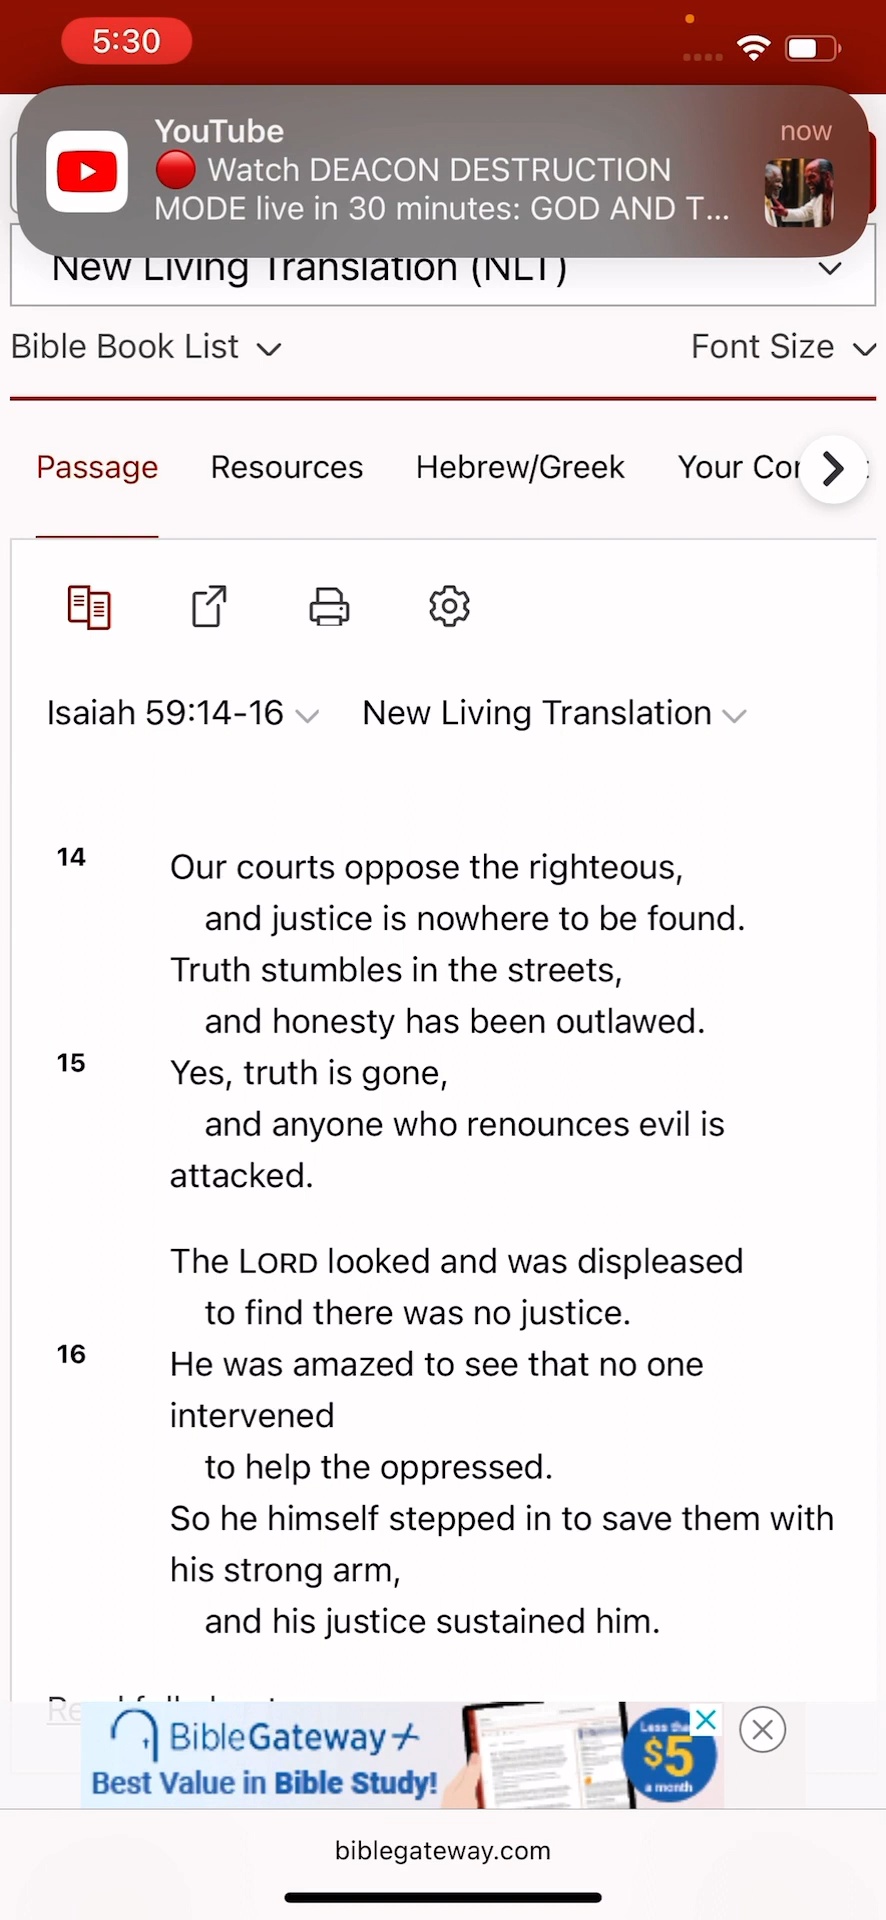 5:30
YouTube
now
🔴 Watch DEACON DESTRUCTION
MODE live in 30 minutes: GOD AND T...
New Living Translation (NLT)
Bible Book List
Font Size
Passage Resources Hebrew/Greek Your Co
Isaiah 59:14-16 New Living Translation
14 Our courts oppose the righteous,
and justice is nowhere to be found.
Truth stumbles in the streets,
and honesty has been outlawed.
15 Yes, truth is gone,
and anyone who renounces evil is
attacked.
The LORD looked and was displeased
to find there was no justice.
16 He was amazed to see that no one
intervened
to help the oppressed.
So he himself stepped in to save them with
his strong arm,
and his justice sustained him.
BibleGateway+
Best Value in Bible Study!
Less tha
$5
a month
biblegateway.com